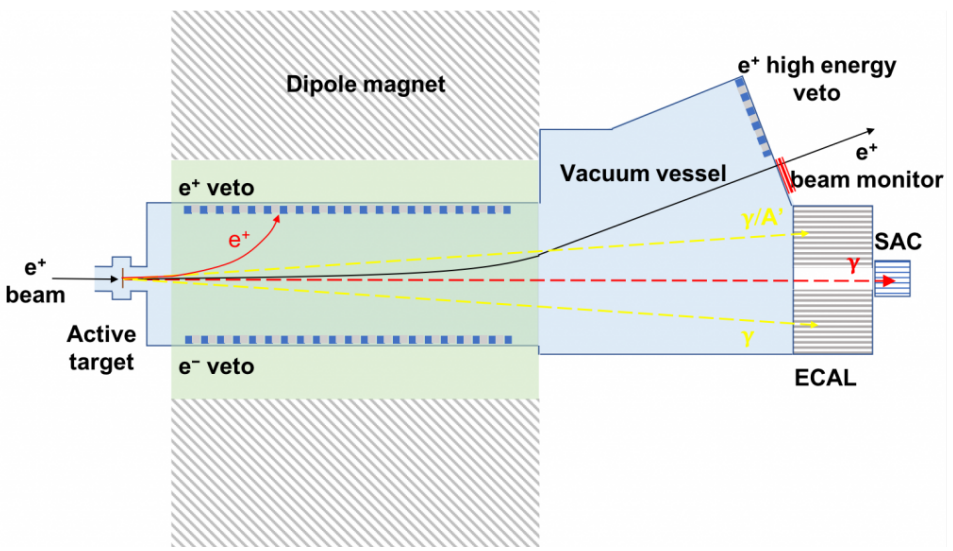 Dipole magnet
e⁺ high energy
veto
e⁺
beam monitor
Vacuum vessel
e⁺ veto
e⁺
γ/A'
SAC
γ
e⁺
beam
Active
target
e⁻ veto
γ
ECAL